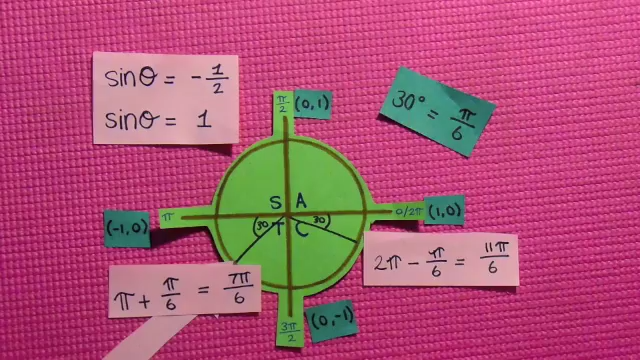 sinθ = -1/2
sinθ = 1
π/2
(0,1)
30° = π/6
S A
π
0/2π
(1,0)
(-1,0)
30 T C 30
2π - π/6 = 11π/6
π + π/6 = 7π/6
3π/2
(0,-1)